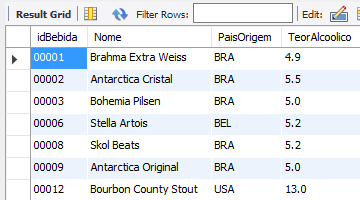 Result Grid Filter Rows: Edit:
idBebida Nome PaisOrigem TeorAlcoolico
00001 Brahma Extra Weiss BRA 4.9
00002 Antarctica Cristal BRA 5.5
00003 Bohemia Pilsen BRA 5.0
00006 Stella Artois BEL 5.2
00008 Skol Beats BRA 5.2
00009 Antarctica Original BRA 5.0
00012 Bourbon County Stout USA 13.0